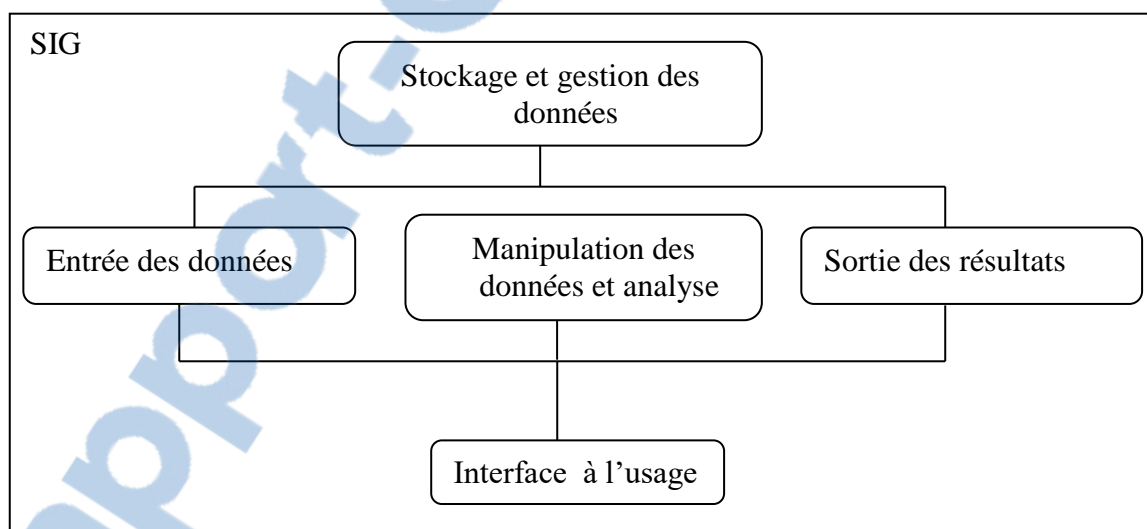 SIG
Stockage et gestion des
données
Entrée des données
Manipulation des
données et analyse
Sortie des résultats
Interface à l’usage